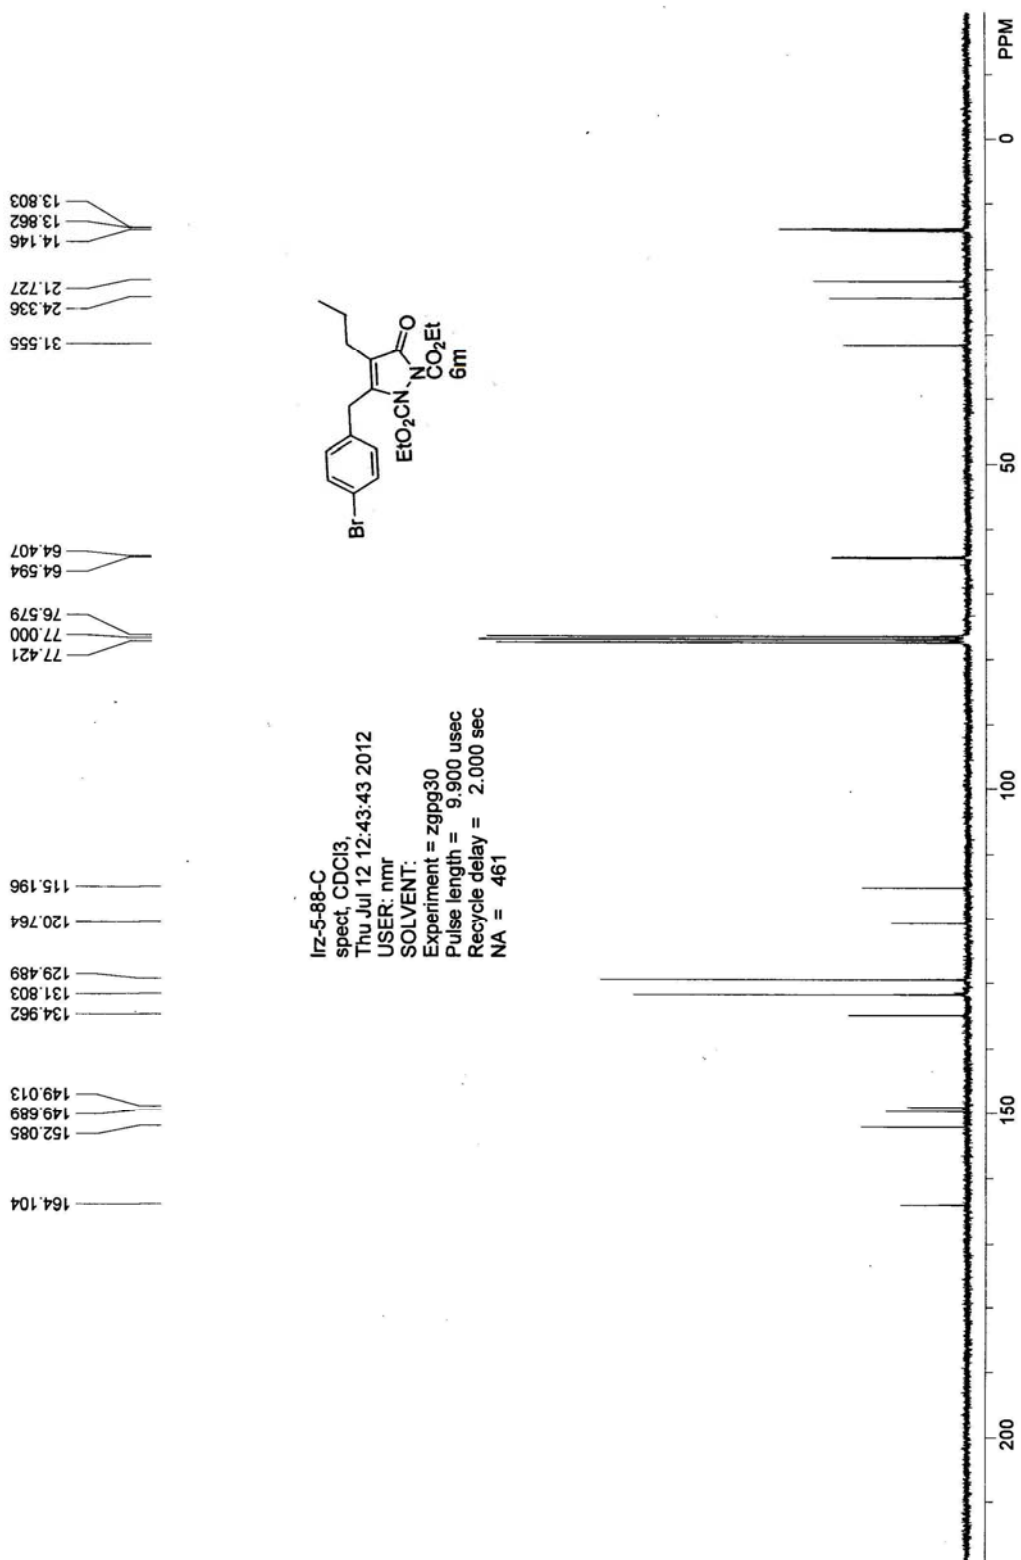 164.104
152.085
149.689
149.013
134.962
131.803
129.489
120.764
115.196
77.421
77.000
76.579
64.594
64.407
31.555
24.336
21.727
14.146
13.862
13.803
lrz-5-88-C
spect, CDCl3,
Thu Jul 12 12:43:43 2012
USER: nmr
SOLVENT:
Experiment = zgpg30
Pulse length = 9.900 usec
Recycle delay = 2.000 sec
NA = 461
Br
O
EtO2CN
N
CO2Et
6m
200
150
100
50
0
PPM